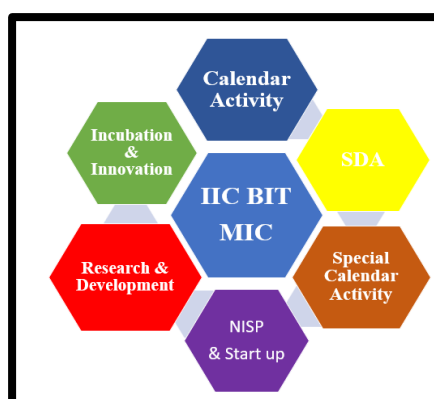 Calendar
Activity
Incubation
&
Innovation
SDA
IIC BIT
MIC
Research &
Development
Special
Calendar
Activity
NISP
& Start up